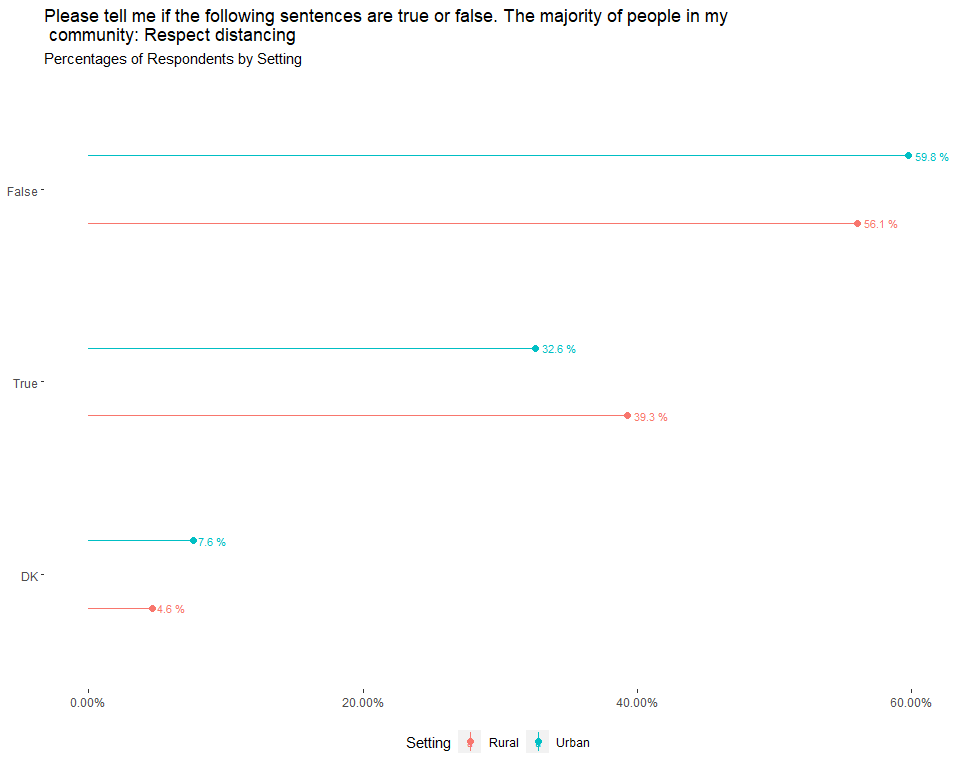 Please tell me if the following sentences are true or false. The majority of people in my
community: Respect distancing
Percentages of Respondents by Setting
59.8 %
False
56.1 %
32.6 %
True
39.3 %
7.6 %
DK
4.6 %
0.00% 20.00% 40.00% 60.00%
Setting Rural Urban